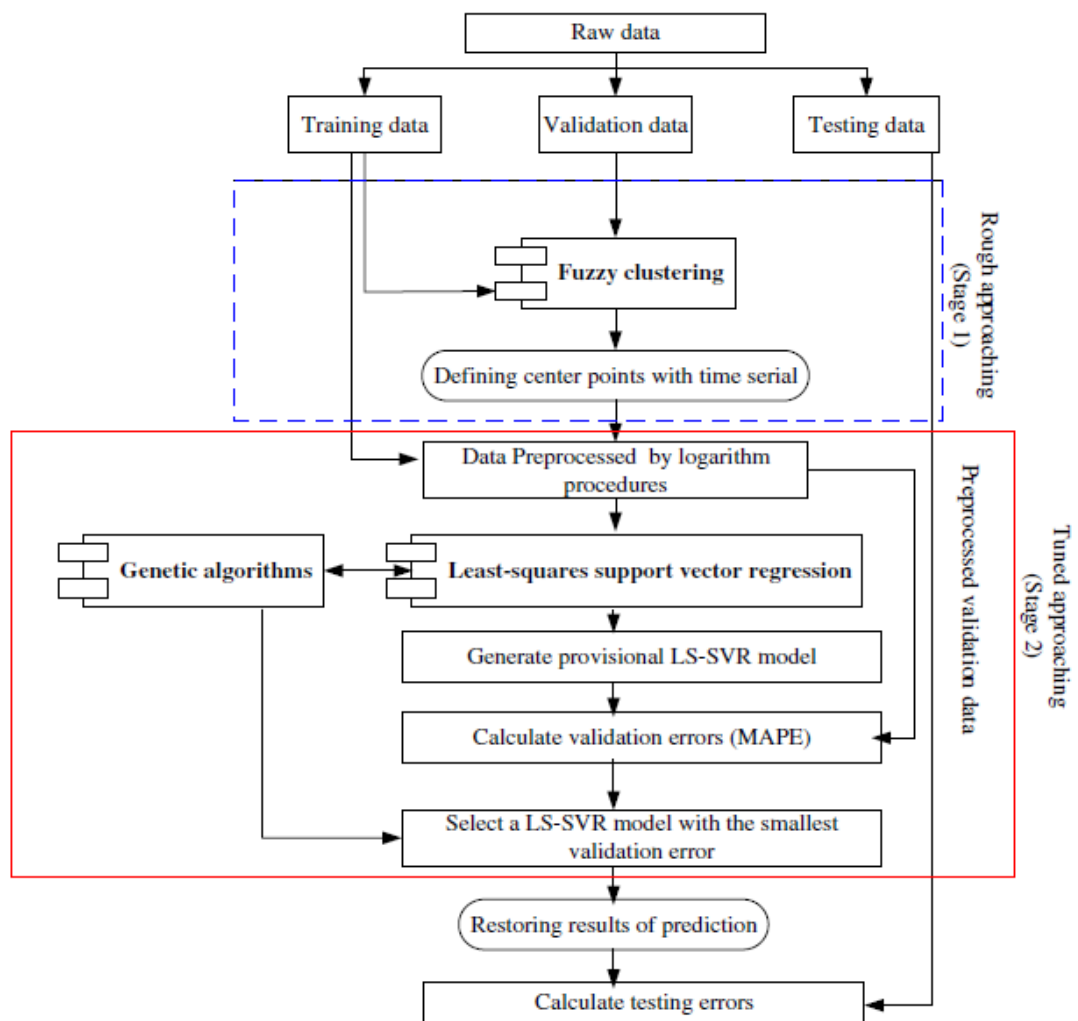 Raw data
Training data
Validation data
Testing data
Rough approaching
(Stage 1)
Fuzzy clustering
Defining center points with time serial
Data Preprocessed by logarithm
procedures
Preprocessed validation data
Tuned approaching
(Stage 2)
Genetic algorithms
Least-squares support vector regression
Generate provisional LS-SVR model
Calculate validation errors (MAPE)
Select a LS-SVR model with the smallest
validation error
Restoring results of prediction
Calculate testing errors